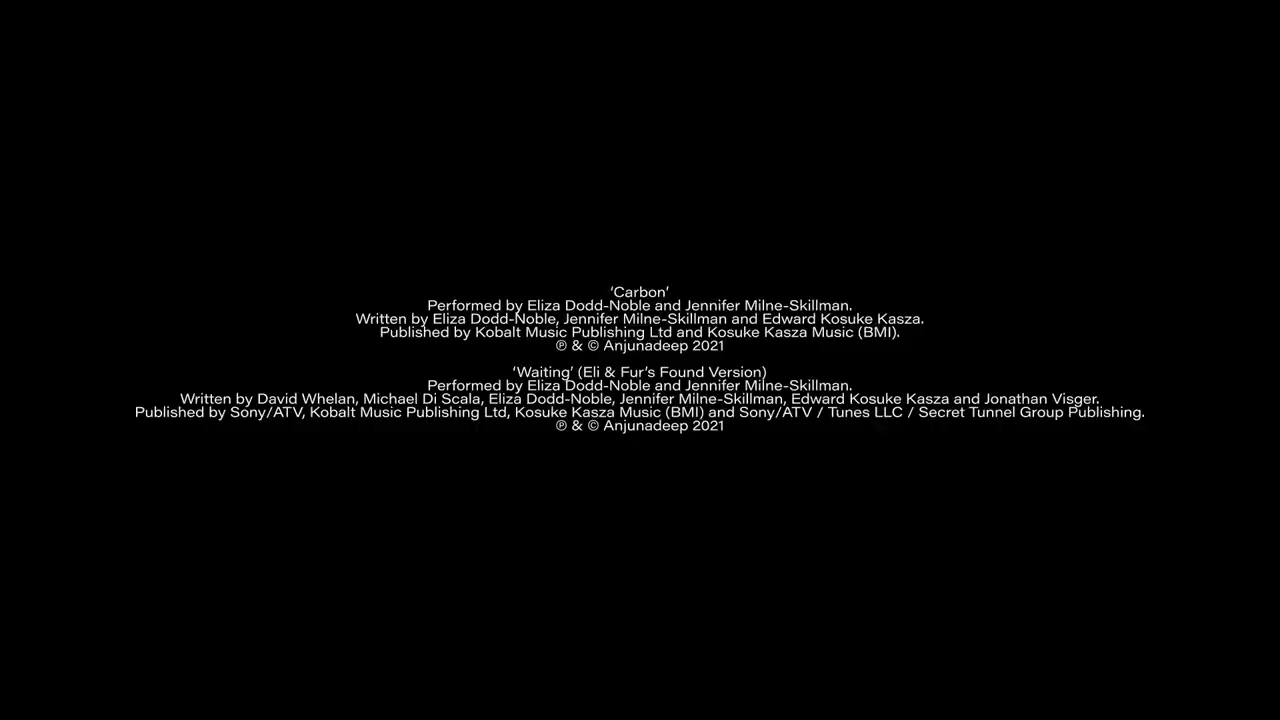 ‘Carbon’
Performed by Eliza Dodd-Noble and Jennifer Milne-Skillman.
Written by Eliza Dodd-Noble, Jennifer Milne-Skillman and Edward Kosuke Kasza.
Published by Kobalt Music Publishing Ltd and Kosuke Kasza Music (BMI).
℗ & © Anjunadeep 2021
‘Waiting’ (Eli & Fur’s Found Version)
Performed by Eliza Dodd-Noble and Jennifer Milne-Skillman.
Written by David Whelan, Michael Di Scala, Eliza Dodd-Noble, Jennifer Milne-Skillman, Edward Kosuke Kasza and Jonathan Visger.
Published by Sony/ATV, Kobalt Music Publishing Ltd, Kosuke Kasza Music (BMI) and Sony/ATV / Tunes LLC / Secret Tunnel Group Publishing.
℗ & © Anjunadeep 2021